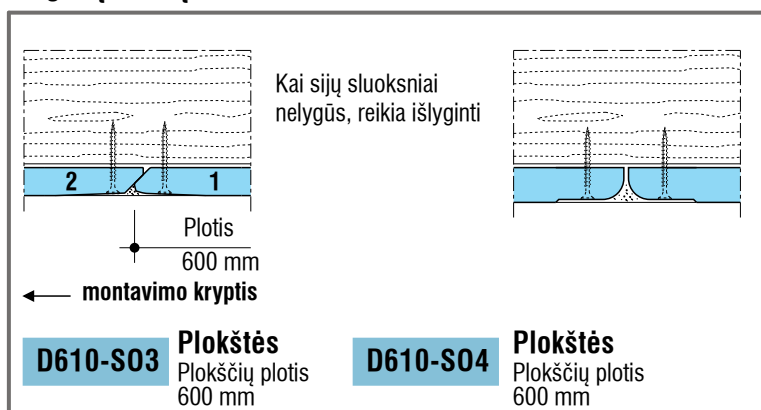 Kai sijų sluoksniai
nelygūs, reikia išlyginti
2
1
Plotis
600 mm
montavimo kryptis
D610-SO3
Plokštės
Plokščių plotis
600 mm
D610-SO4
Plokštės
Plokščių plotis
600 mm